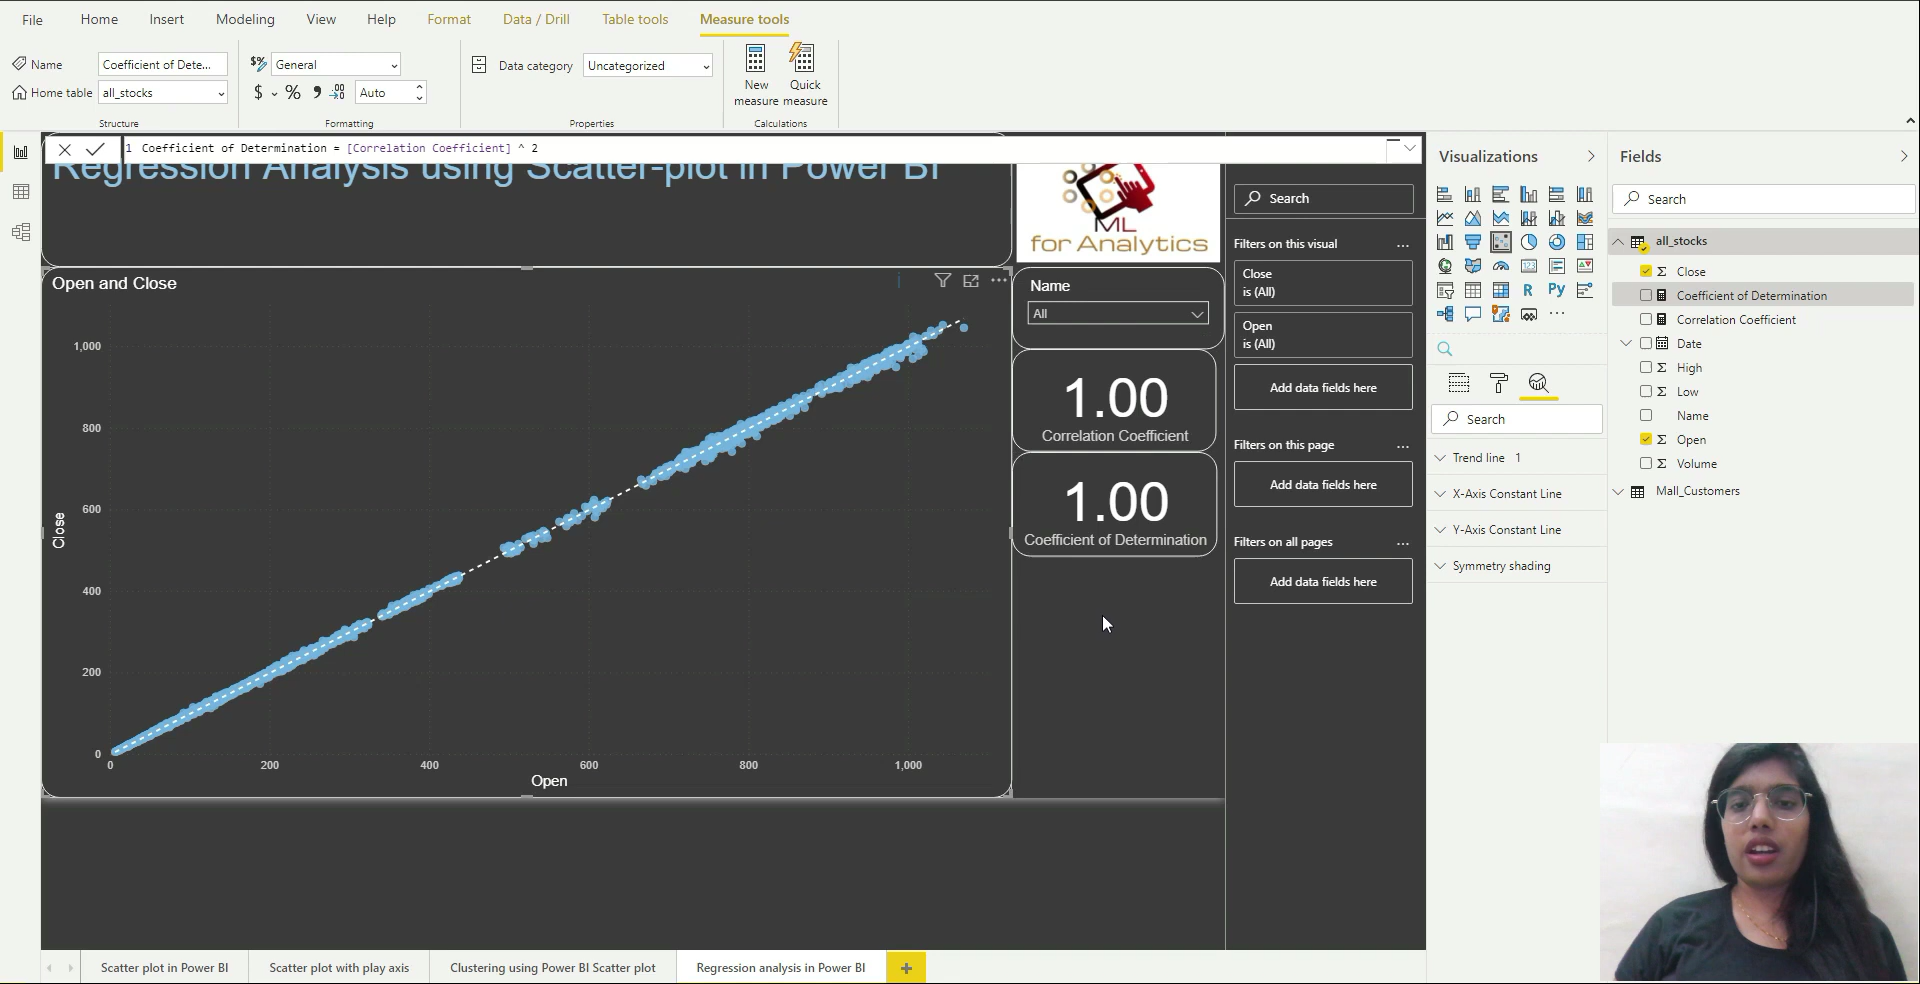 File Home Insert Modeling View Help Format Data / Drill Table tools Measure tools
Name Coefficient of Dete... $% General Data category Uncategorized
Home table all_stocks $ % Auto New measure Quick measure
Structure Formatting Properties Calculations
1 Coefficient of Determination = [Correlation Coefficient] ^ 2
Regression Analysis using Scatter-plot in Power BI
ML
for Analytics
Open and Close
1,000
800
600
400
200
0
Close
0 200 400 600 800 1,000
Open
Name
All
1.00
Correlation Coefficient
1.00
Coefficient of Determination
Search
Filters on this visual ...
Close
is (All)
Open
is (All)
Add data fields here
Filters on this page ...
Add data fields here
Filters on all pages ...
Add data fields here
Visualizations
R Py
...
Search
Trend line 1
X-Axis Constant Line
Y-Axis Constant Line
Symmetry shading
Fields
Search
all_stocks
Close
Coefficient of Determination
Correlation Coefficient
Date
High
Low
Name
Open
Volume
Mall_Customers
Scatter plot in Power BI Scatter plot with play axis Clustering using Power BI Scatter plot Regression analysis in Power BI +